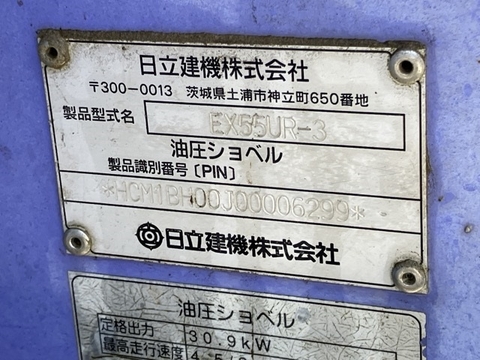 日立建機株式会社
〒300-0013 茨城県土浦市神立町650番地
製品型式名 EX55UR-3
油圧ショベル
製品識別番号〔PIN〕
*HCM1BH00J00006299*
日立建機株式会社
油圧ショベル
定格出力 30.9kW
最高走行速度